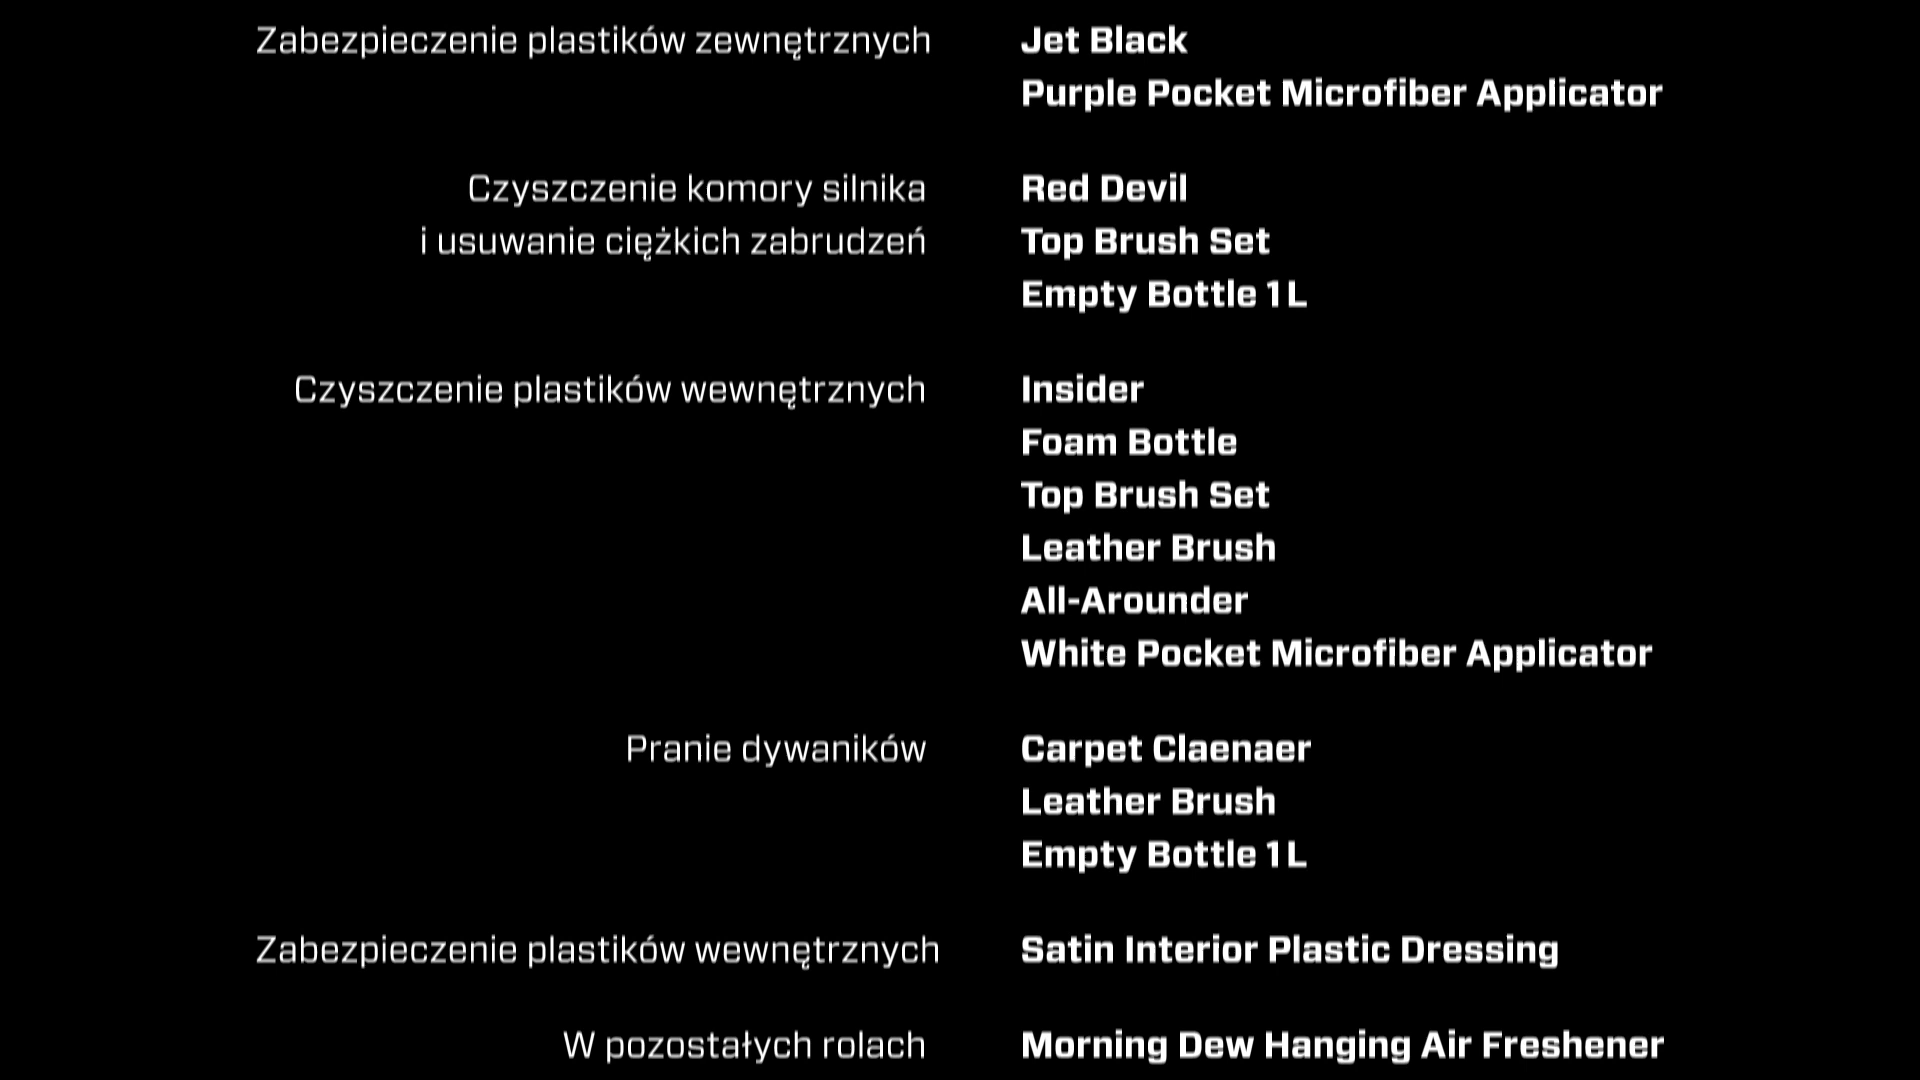 Zabezpieczenie plastików zewnętrznych Jet Black
Purple Pocket Microfiber Applicator
Czyszczenie komory silnika Red Devil
i usuwanie ciężkich zabrudzeń Top Brush Set
Empty Bottle 1L
Czyszczenie plastików wewnętrznych Insider
Foam Bottle
Top Brush Set
Leather Brush
All-Arounder
White Pocket Microfiber Applicator
Pranie dywaników Carpet Claenaer
Leather Brush
Empty Bottle 1L
Zabezpieczenie plastików wewnętrznych Satin Interior Plastic Dressing
W pozostałych rolach Morning Dew Hanging Air Freshener